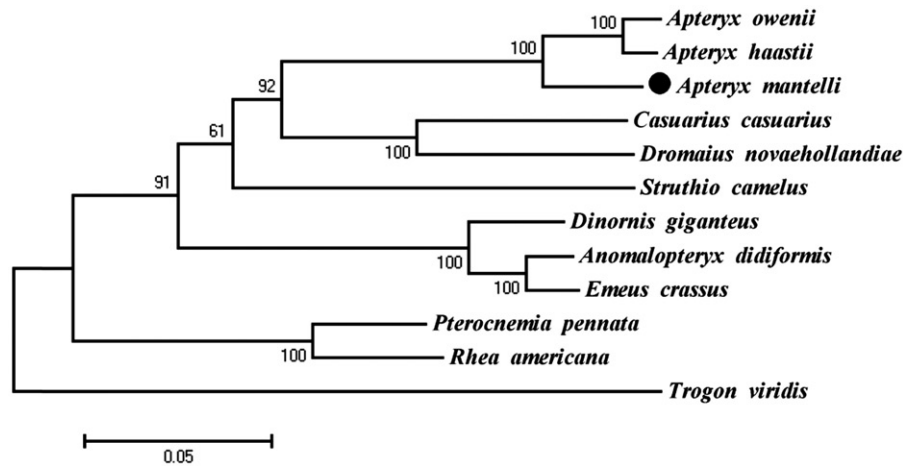 100 Apteryx owenii
100 Apteryx haastii
92 Apteryx mantelli
61 Casuarius casuarius
100 Dromaius novaehollandiae
91 Struthio camelus
Dinornis giganteus
100 Anomalopteryx didiformis
100 Emeus crassus
Pterocnemia pennata
100 Rhea americana
Trogon viridis
0.05